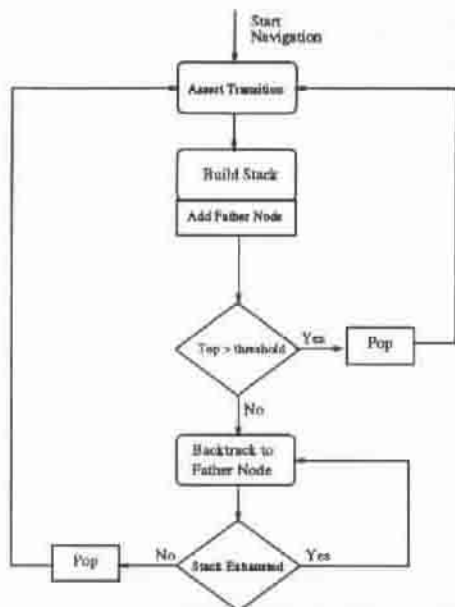 Start
Navigation
Assert Transition
Build Stack
Add Father Node
Top > threshold
Yes
Pop
No
Backtrack to
Father Node
Pop
No
Stack Exhausted
Yes